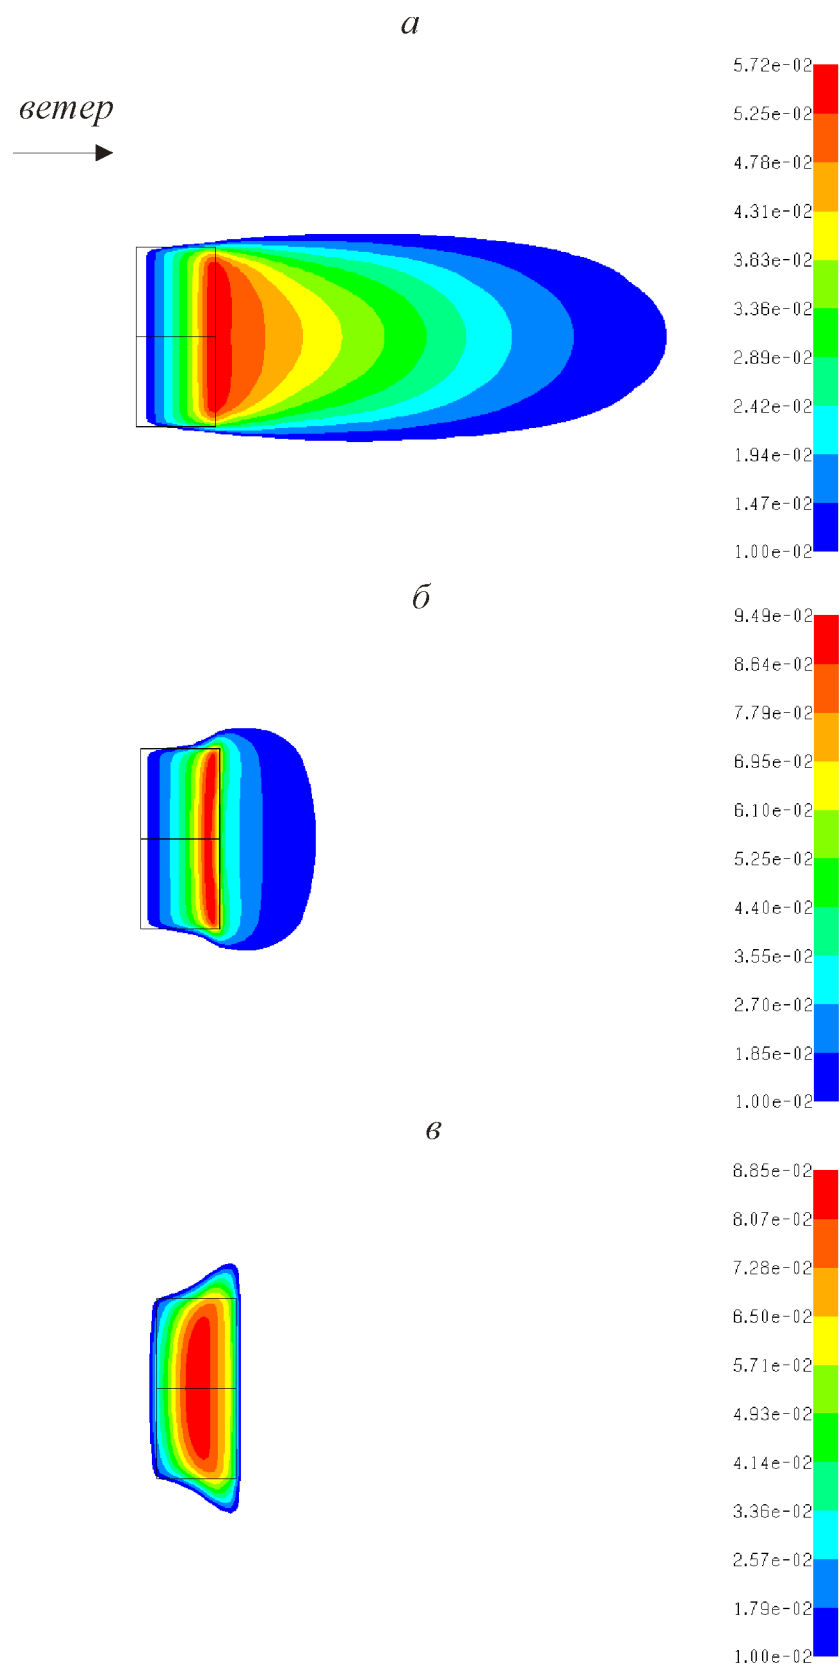 а
ветер
5.72e-02
5.25e-02
4.78e-02
4.31e-02
3.83e-02
3.36e-02
2.89e-02
2.42e-02
1.94e-02
1.47e-02
1.00e-02
б
9.49e-02
8.64e-02
7.79e-02
6.95e-02
6.10e-02
5.25e-02
4.40e-02
3.55e-02
2.70e-02
1.85e-02
1.00e-02
в
8.85e-02
8.07e-02
7.28e-02
6.50e-02
5.71e-02
4.93e-02
4.14e-02
3.36e-02
2.57e-02
1.79e-02
1.00e-02